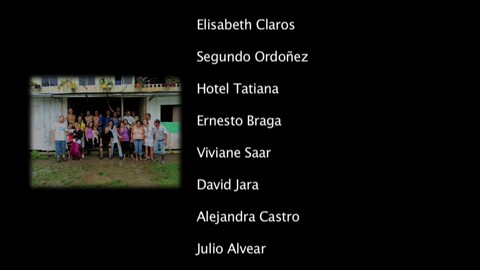 Elisabeth Claros
Segundo Ordoñez
Hotel Tatiana
Ernesto Braga
Viviane Saar
David Jara
Alejandra Castro
Julio Alvear